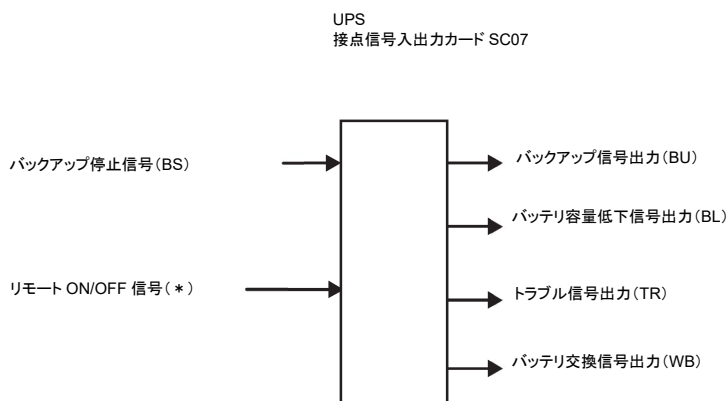 UPS
接点信号入出力カード SC07
バックアップ停止信号(BS)
バックアップ信号出力(BU)
バッテリ容量低下信号出力(BL)
リモート ON/OFF 信号(*)
トラブル信号出力(TR)
バッテリ交換信号出力(WB)